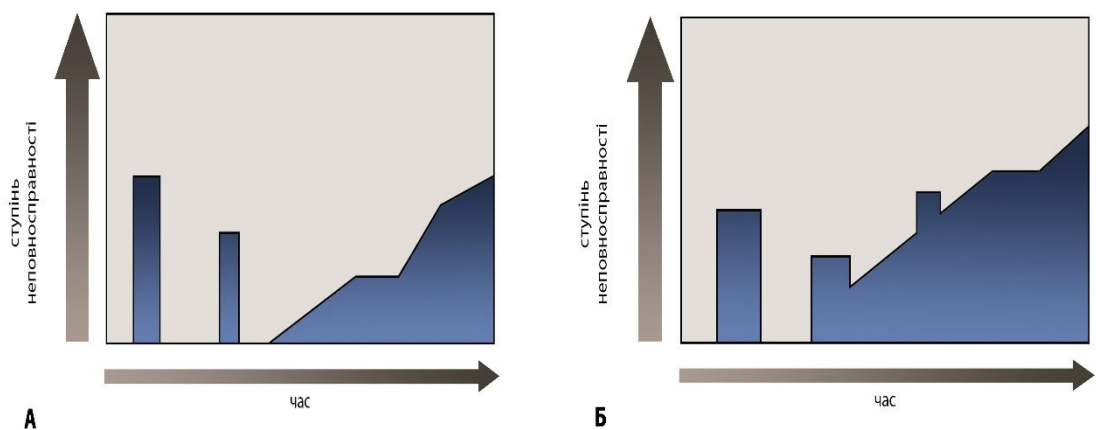 ступінь
неповносправності
час
А
ступінь
неповносправності
час
Б